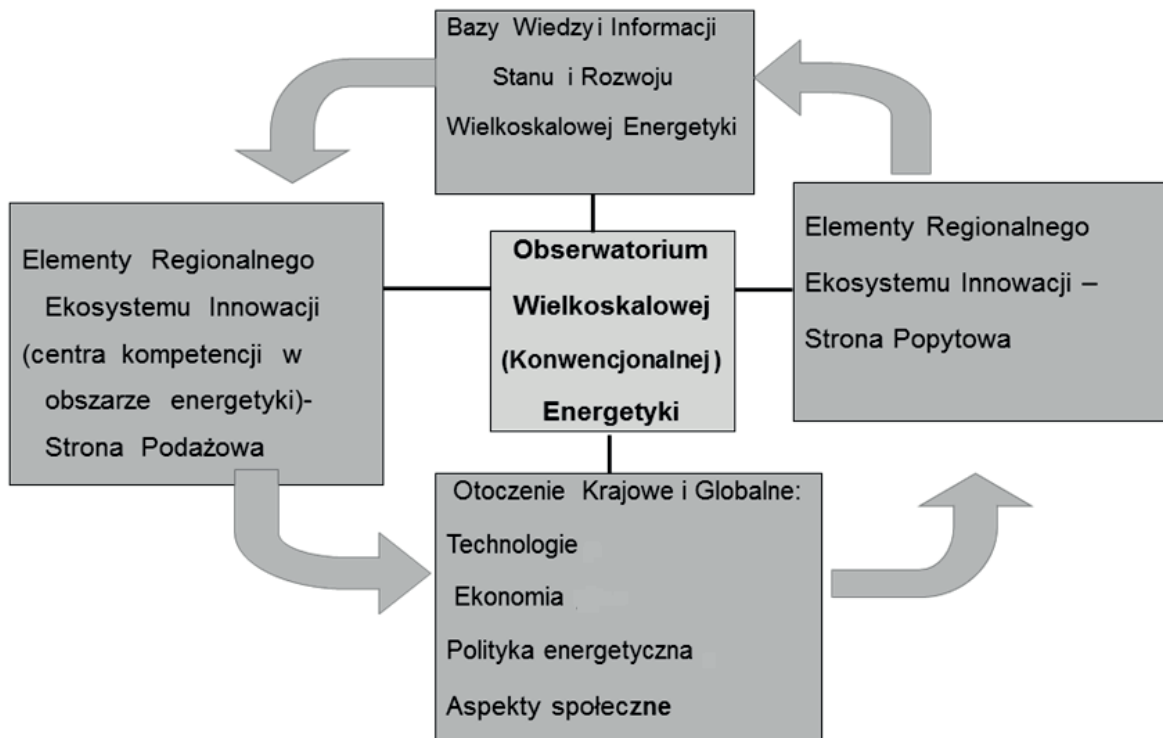 Bazy Wiedzy i Informacji
Stanu i Rozwoju
Wielkoskalowej Energetyki
Elementy Regionalnego
Ekosystemu Innowacji
(centra kompetencji w
obszarze energetyki)-
Strona Podażowa
Obserwatorium
Wielkoskalowej
(Konwencjonalnej)
Energetyki
Elementy Regionalnego
Ekosystemu Innowacji –
Strona Popytowa
Otoczenie Krajowe i Globalne:
Technologie
Ekonomia
Polityka energetyczna
Aspekty społeczne